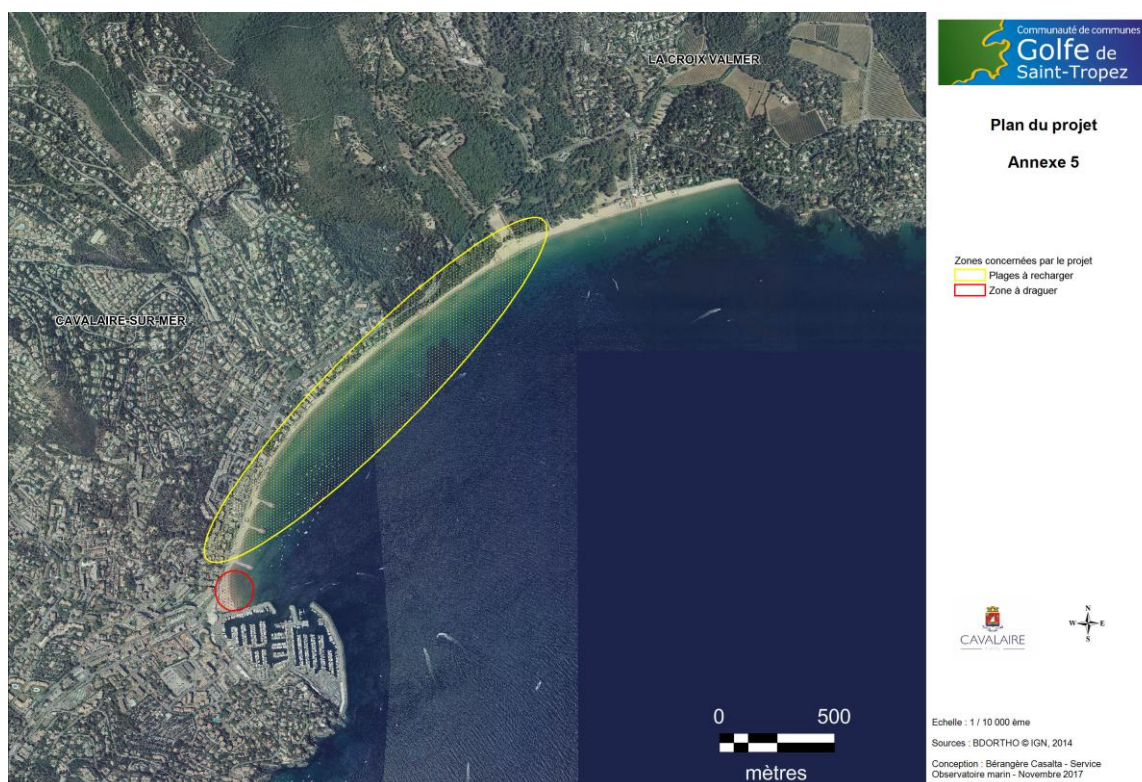 LA CROIX VALMER
CAVALAIRE-SUR-MER
0 500
mètres
Communauté de communes
Golfe de
Saint-Tropez
Plan du projet
Annexe 5
Zones concernées par le projet
Plages à recharger
Zone à draguer
CAVALAIRE
N
W E
S
Echelle : 1 / 10 000 ème
Sources : BDORTHO © IGN, 2014
Conception : Bérangère Casalta - Service
Observatoire marin - Novembre 2017